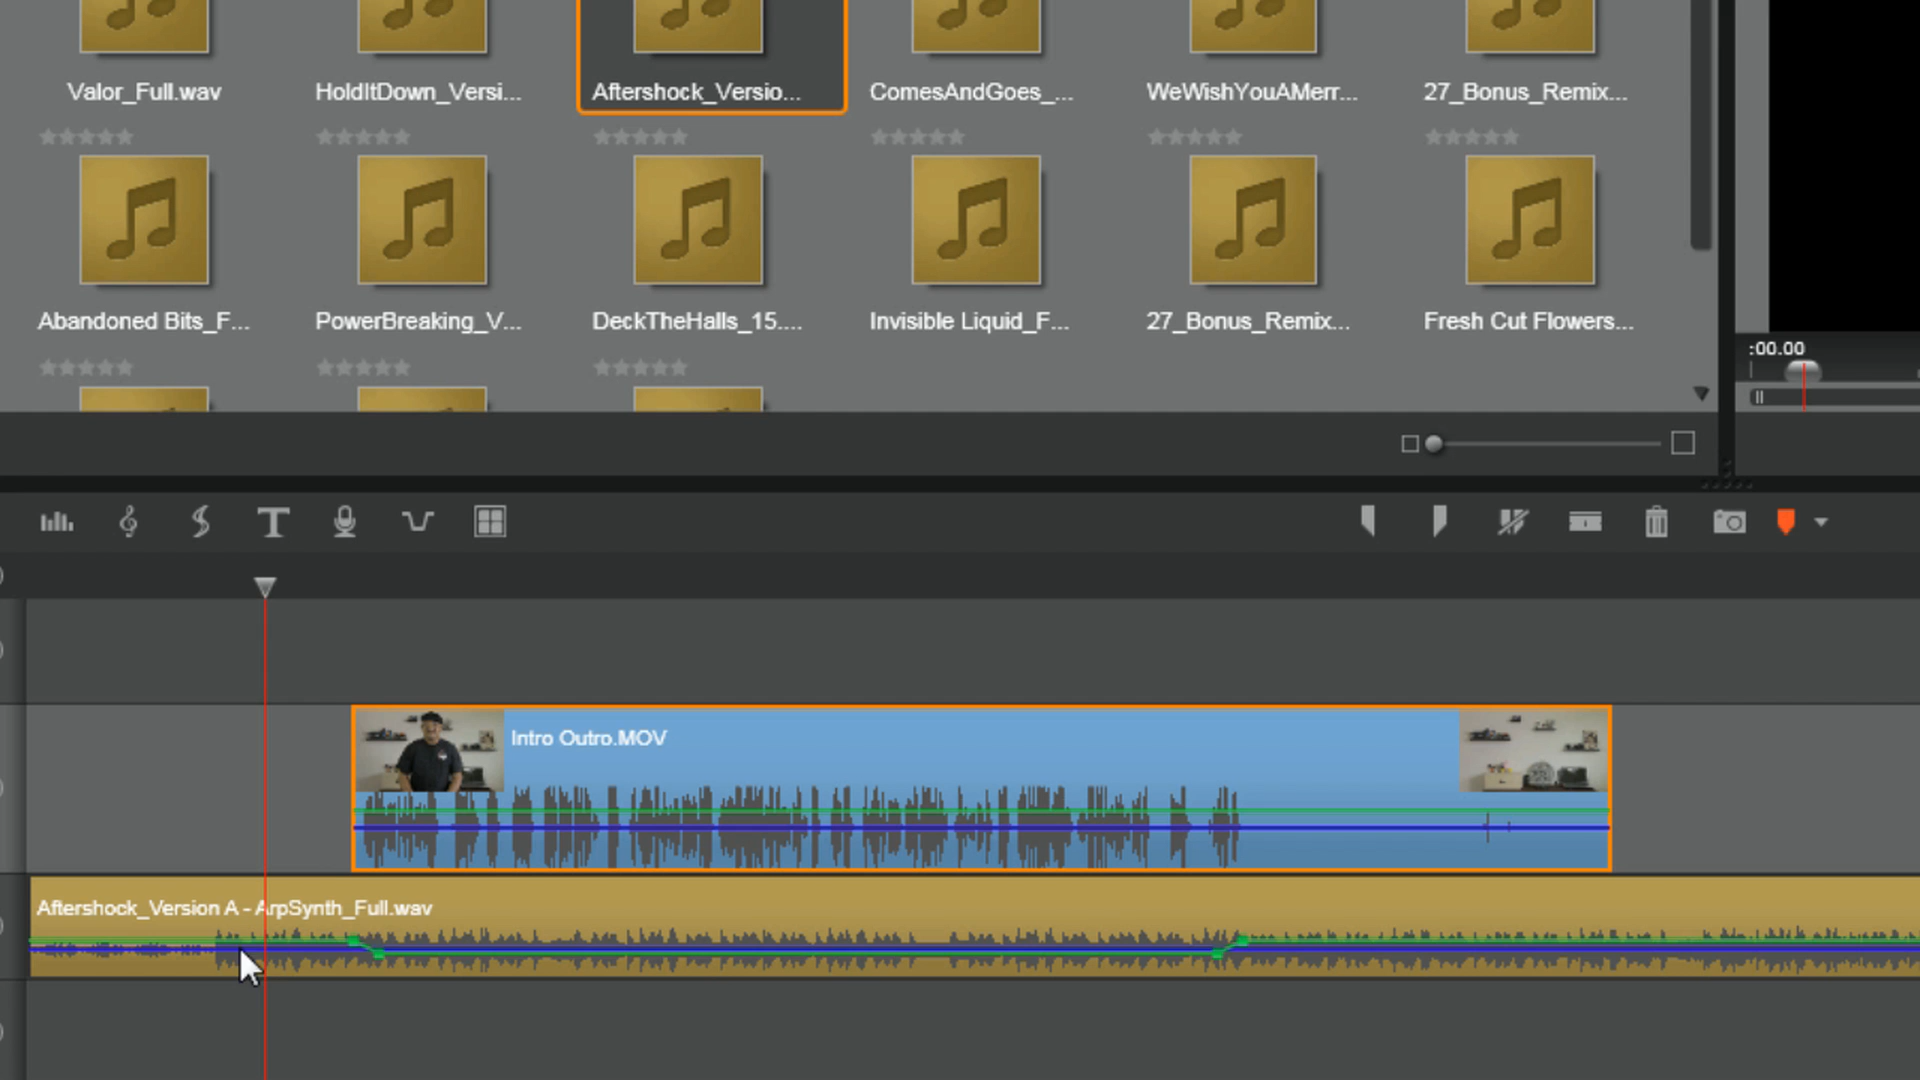 Valor_Full.wav
HoldItDown_Versi...
Aftershock_Versio...
ComesAndGoes_...
WeWishYouAMerr...
27_Bonus_Remix...
Abandoned Bits_F...
PowerBreaking_V...
DeckTheHalls_15....
Invisible Liquid_F...
27_Bonus_Remix...
Fresh Cut Flowers...
:00.00
Intro Outro.MOV
Aftershock_Version A - ArpSynth_Full.wav